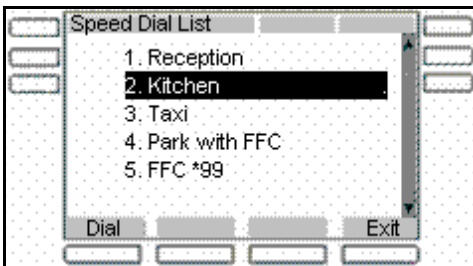 Speed Dial List
1. Reception
2. Kitchen
3. Taxi
4. Park with FFC
5. FFC *99
Dial Exit